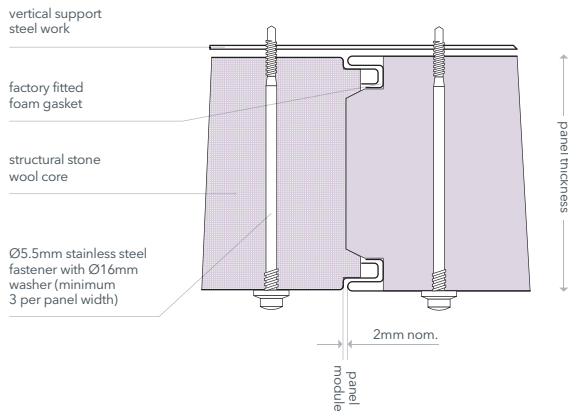 vertical support
steel work
factory fitted
foam gasket
structural stone
wool core
Ø5.5mm stainless steel
fastener with Ø16mm
washer (minimum
3 per panel width)
panel thickness
2mm nom.
panel
module